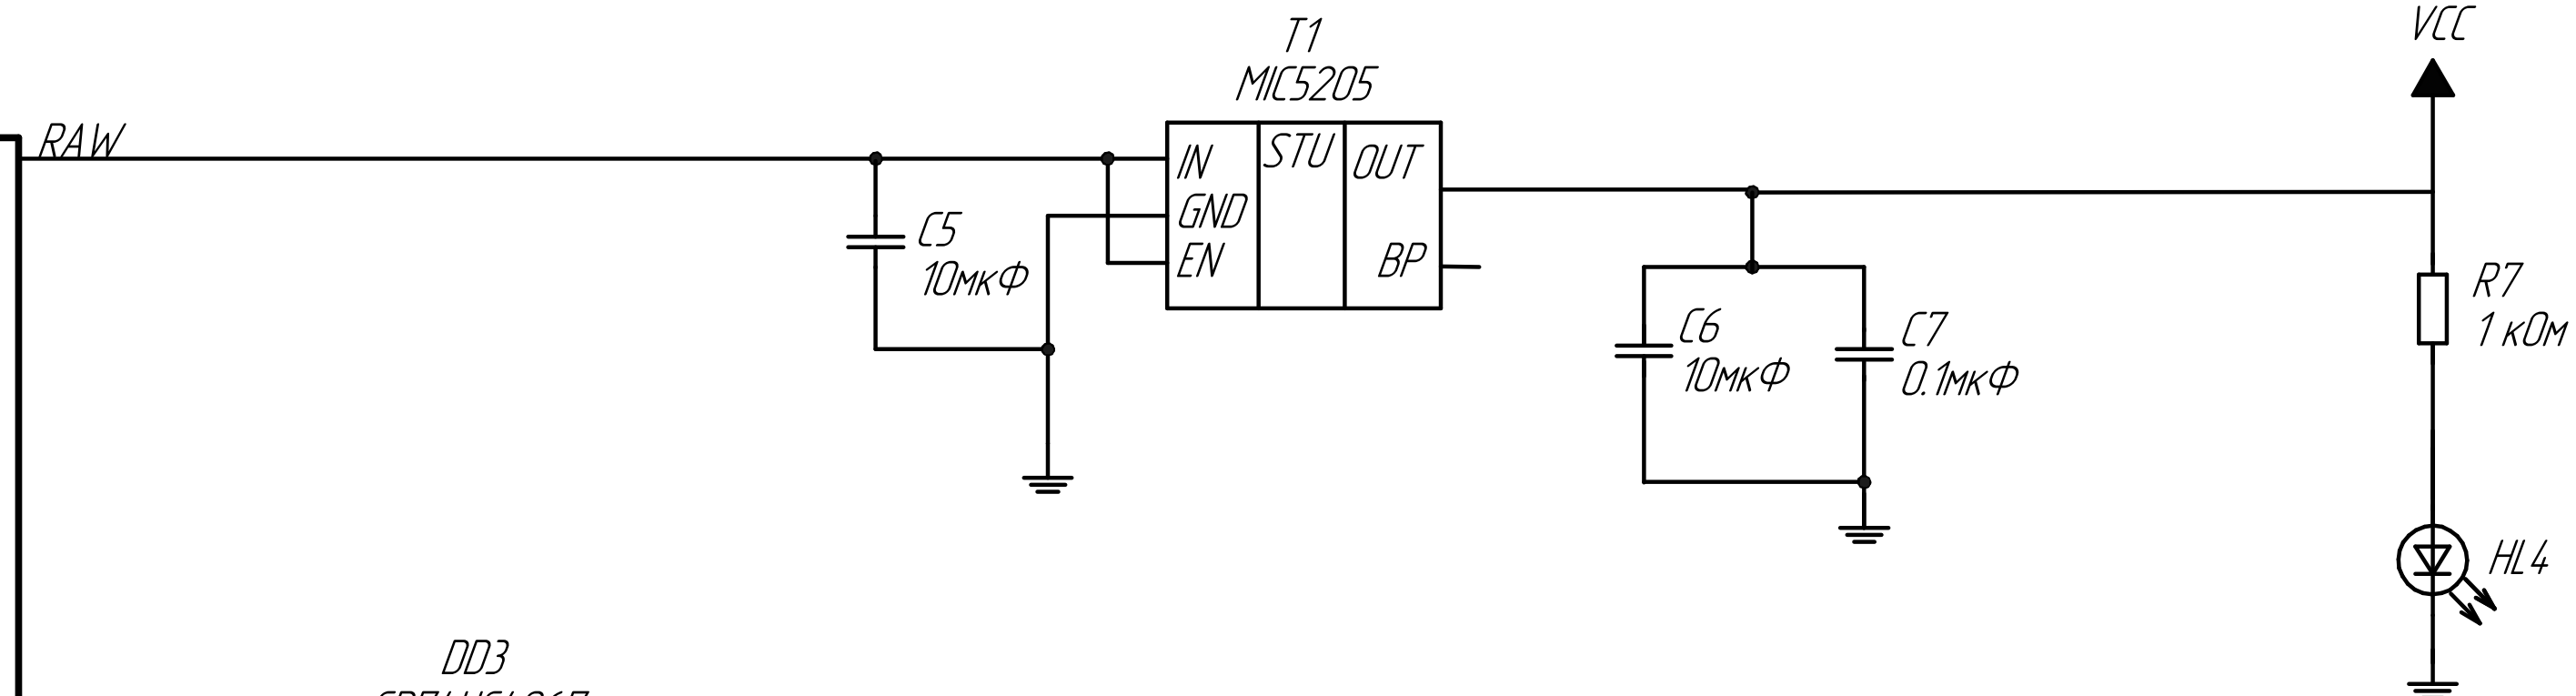 T1
MIC5205
VCC
RAW
IN
STU
OUT
GND
EN
BP
C5
10мкФ
C6
10мкФ
C7
0.1мкФ
R7
1 кОм
HL4
DD3